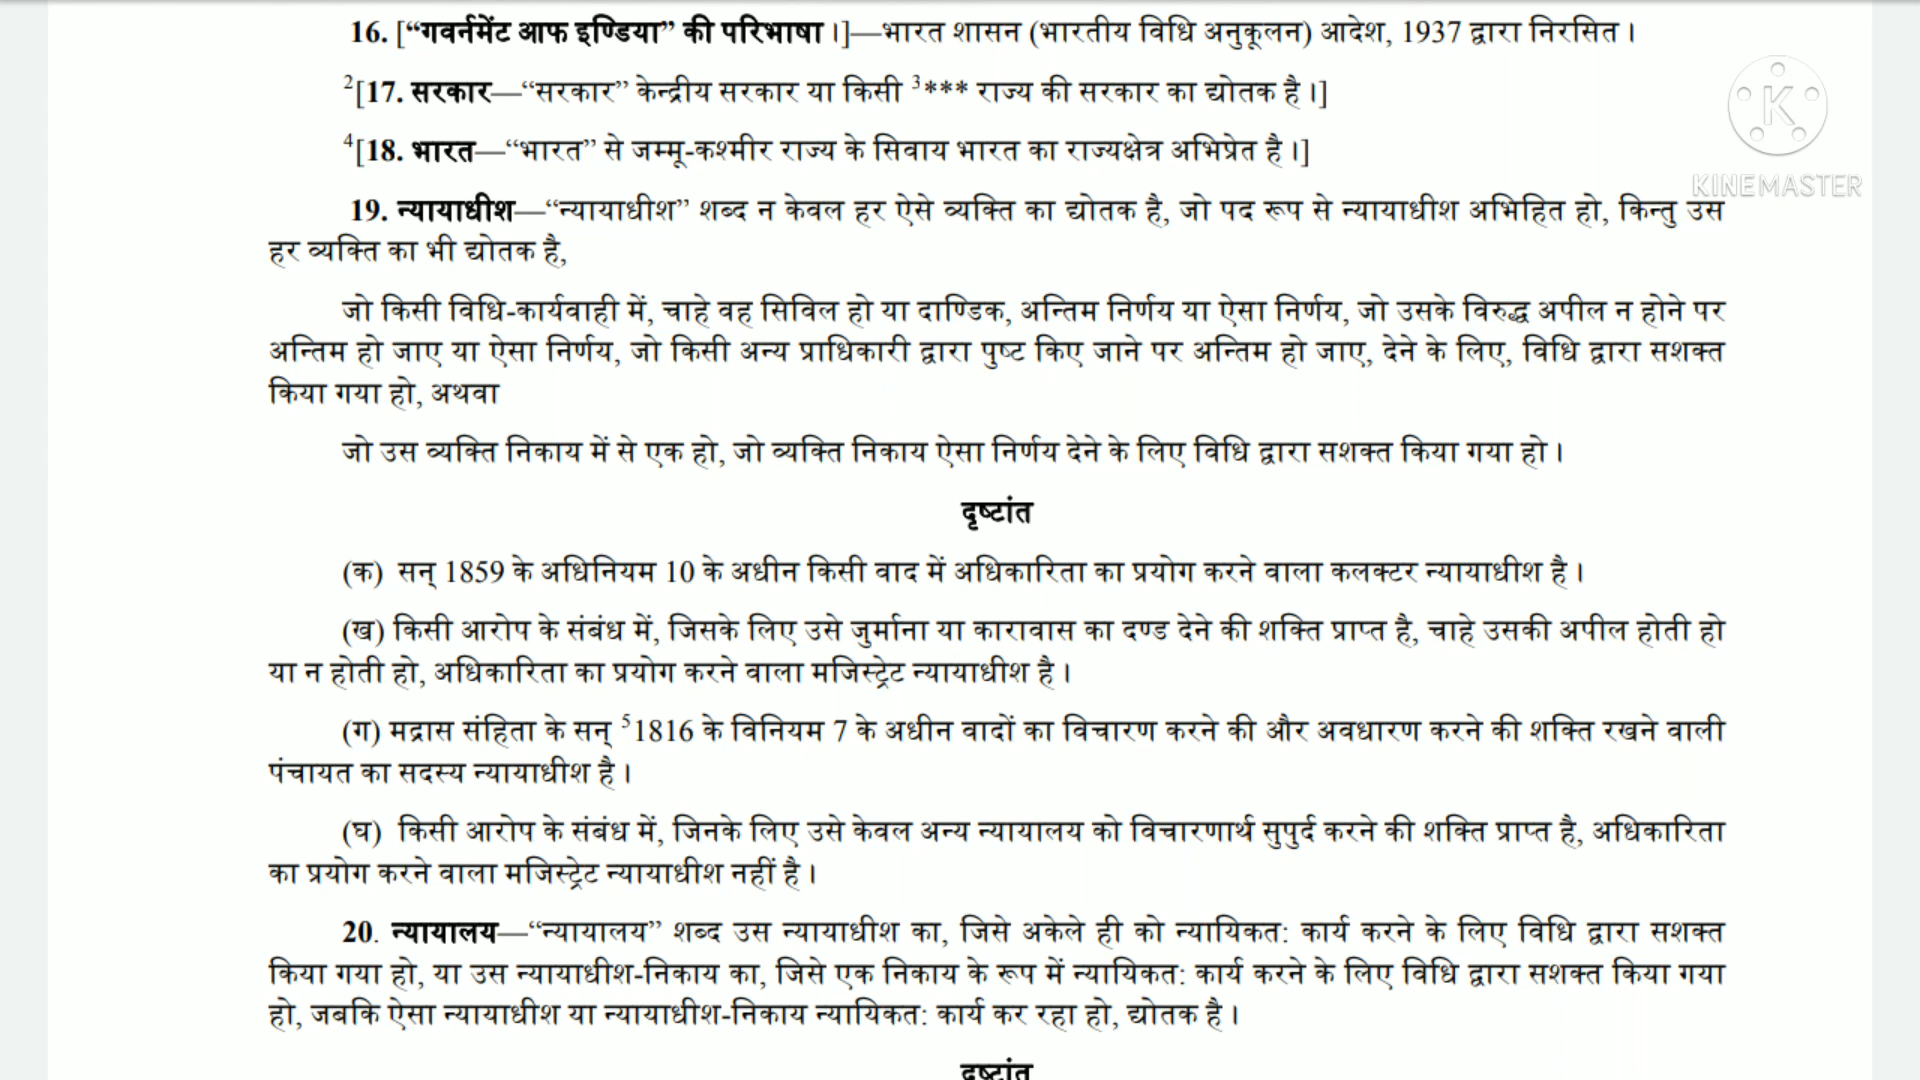 16. [“गवर्नमेंट आफ इण्डिया” की परिभाषा ।]—भारत शासन (भारतीय विधि अनुकूलन) आदेश, 1937 द्वारा निरसित ।
2[17. सरकार—“सरकार” केन्द्रीय सरकार या किसी 3*** राज्य की सरकार का द्योतक है ।]
4[18. भारत—“भारत” से जम्मू-कश्मीर राज्य के सिवाय भारत का राज्यक्षेत्र अभिप्रेत है ।]
K
KINEMASTER
19. न्यायाधीश—“न्यायाधीश” शब्द न केवल हर ऐसे व्यक्ति का द्योतक है, जो पद रूप से न्यायाधीश अभिहित हो, किन्तु उस
हर व्यक्ति का भी द्योतक है,
जो किसी विधि-कार्यवाही में, चाहे वह सिविल हो या दाण्डिक, अन्तिम निर्णय या ऐसा निर्णय, जो उसके विरुद्ध अपील न होने पर
अन्तिम हो जाए या ऐसा निर्णय, जो किसी अन्य प्राधिकारी द्वारा पुष्ट किए जाने पर अन्तिम हो जाए, देने के लिए, विधि द्वारा सशक्त
किया गया हो, अथवा
जो उस व्यक्ति निकाय में से एक हो, जो व्यक्ति निकाय ऐसा निर्णय देने के लिए विधि द्वारा सशक्त किया गया हो ।
दृष्टांत
(क) सन् 1859 के अधिनियम 10 के अधीन किसी वाद में अधिकारिता का प्रयोग करने वाला कलक्टर न्यायाधीश है ।
(ख) किसी आरोप के संबंध में, जिसके लिए उसे जुर्माना या कारावास का दण्ड देने की शक्ति प्राप्त है, चाहे उसकी अपील होती हो
या न होती हो, अधिकारिता का प्रयोग करने वाला मजिस्ट्रेट न्यायाधीश है ।
(ग) मद्रास संहिता के सन् 5 1816 के विनियम 7 के अधीन वादों का विचारण करने की और अवधारण करने की शक्ति रखने वाली
पंचायत का सदस्य न्यायाधीश है ।
(घ) किसी आरोप के संबंध में, जिनके लिए उसे केवल अन्य न्यायालय को विचारणार्थ सुपुर्द करने की शक्ति प्राप्त है, अधिकारिता
का प्रयोग करने वाला मजिस्ट्रेट न्यायाधीश नहीं है ।
20. न्यायालय—“न्यायालय” शब्द उस न्यायाधीश का, जिसे अकेले ही को न्यायिकत: कार्य करने के लिए विधि द्वारा सशक्त
किया गया हो, या उस न्यायाधीश-निकाय का, जिसे एक निकाय के रूप में न्यायिकत: कार्य करने के लिए विधि द्वारा सशक्त किया गया
हो, जबकि ऐसा न्यायाधीश या न्यायाधीश-निकाय न्यायिकत: कार्य कर रहा हो, द्योतक है ।
दृष्टांत